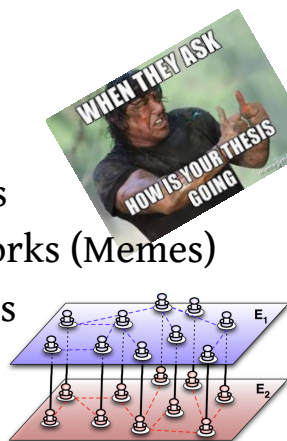 WHEN THEY ASK
HOW IS YOUR THESIS
GOING
s
orks (Memes)
s
E1
E2